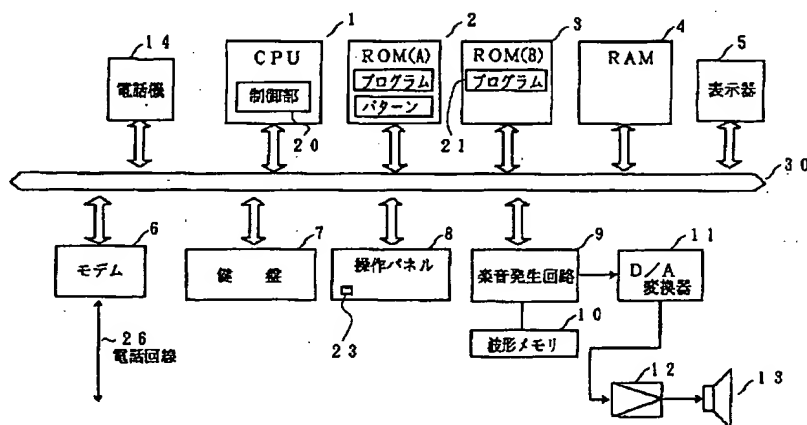 14
電話機
1
CPU
制御部
20
2
ROM(A)
プログラム
パターン
3
ROM(B)
プログラム
21
4
RAM
5
表示器
30
6
モデム
26
電話回線
7
鍵 盤
8
操作パネル
23
9
楽音発生回路
10
波形メモリ
11
D/A
変換器
12
13